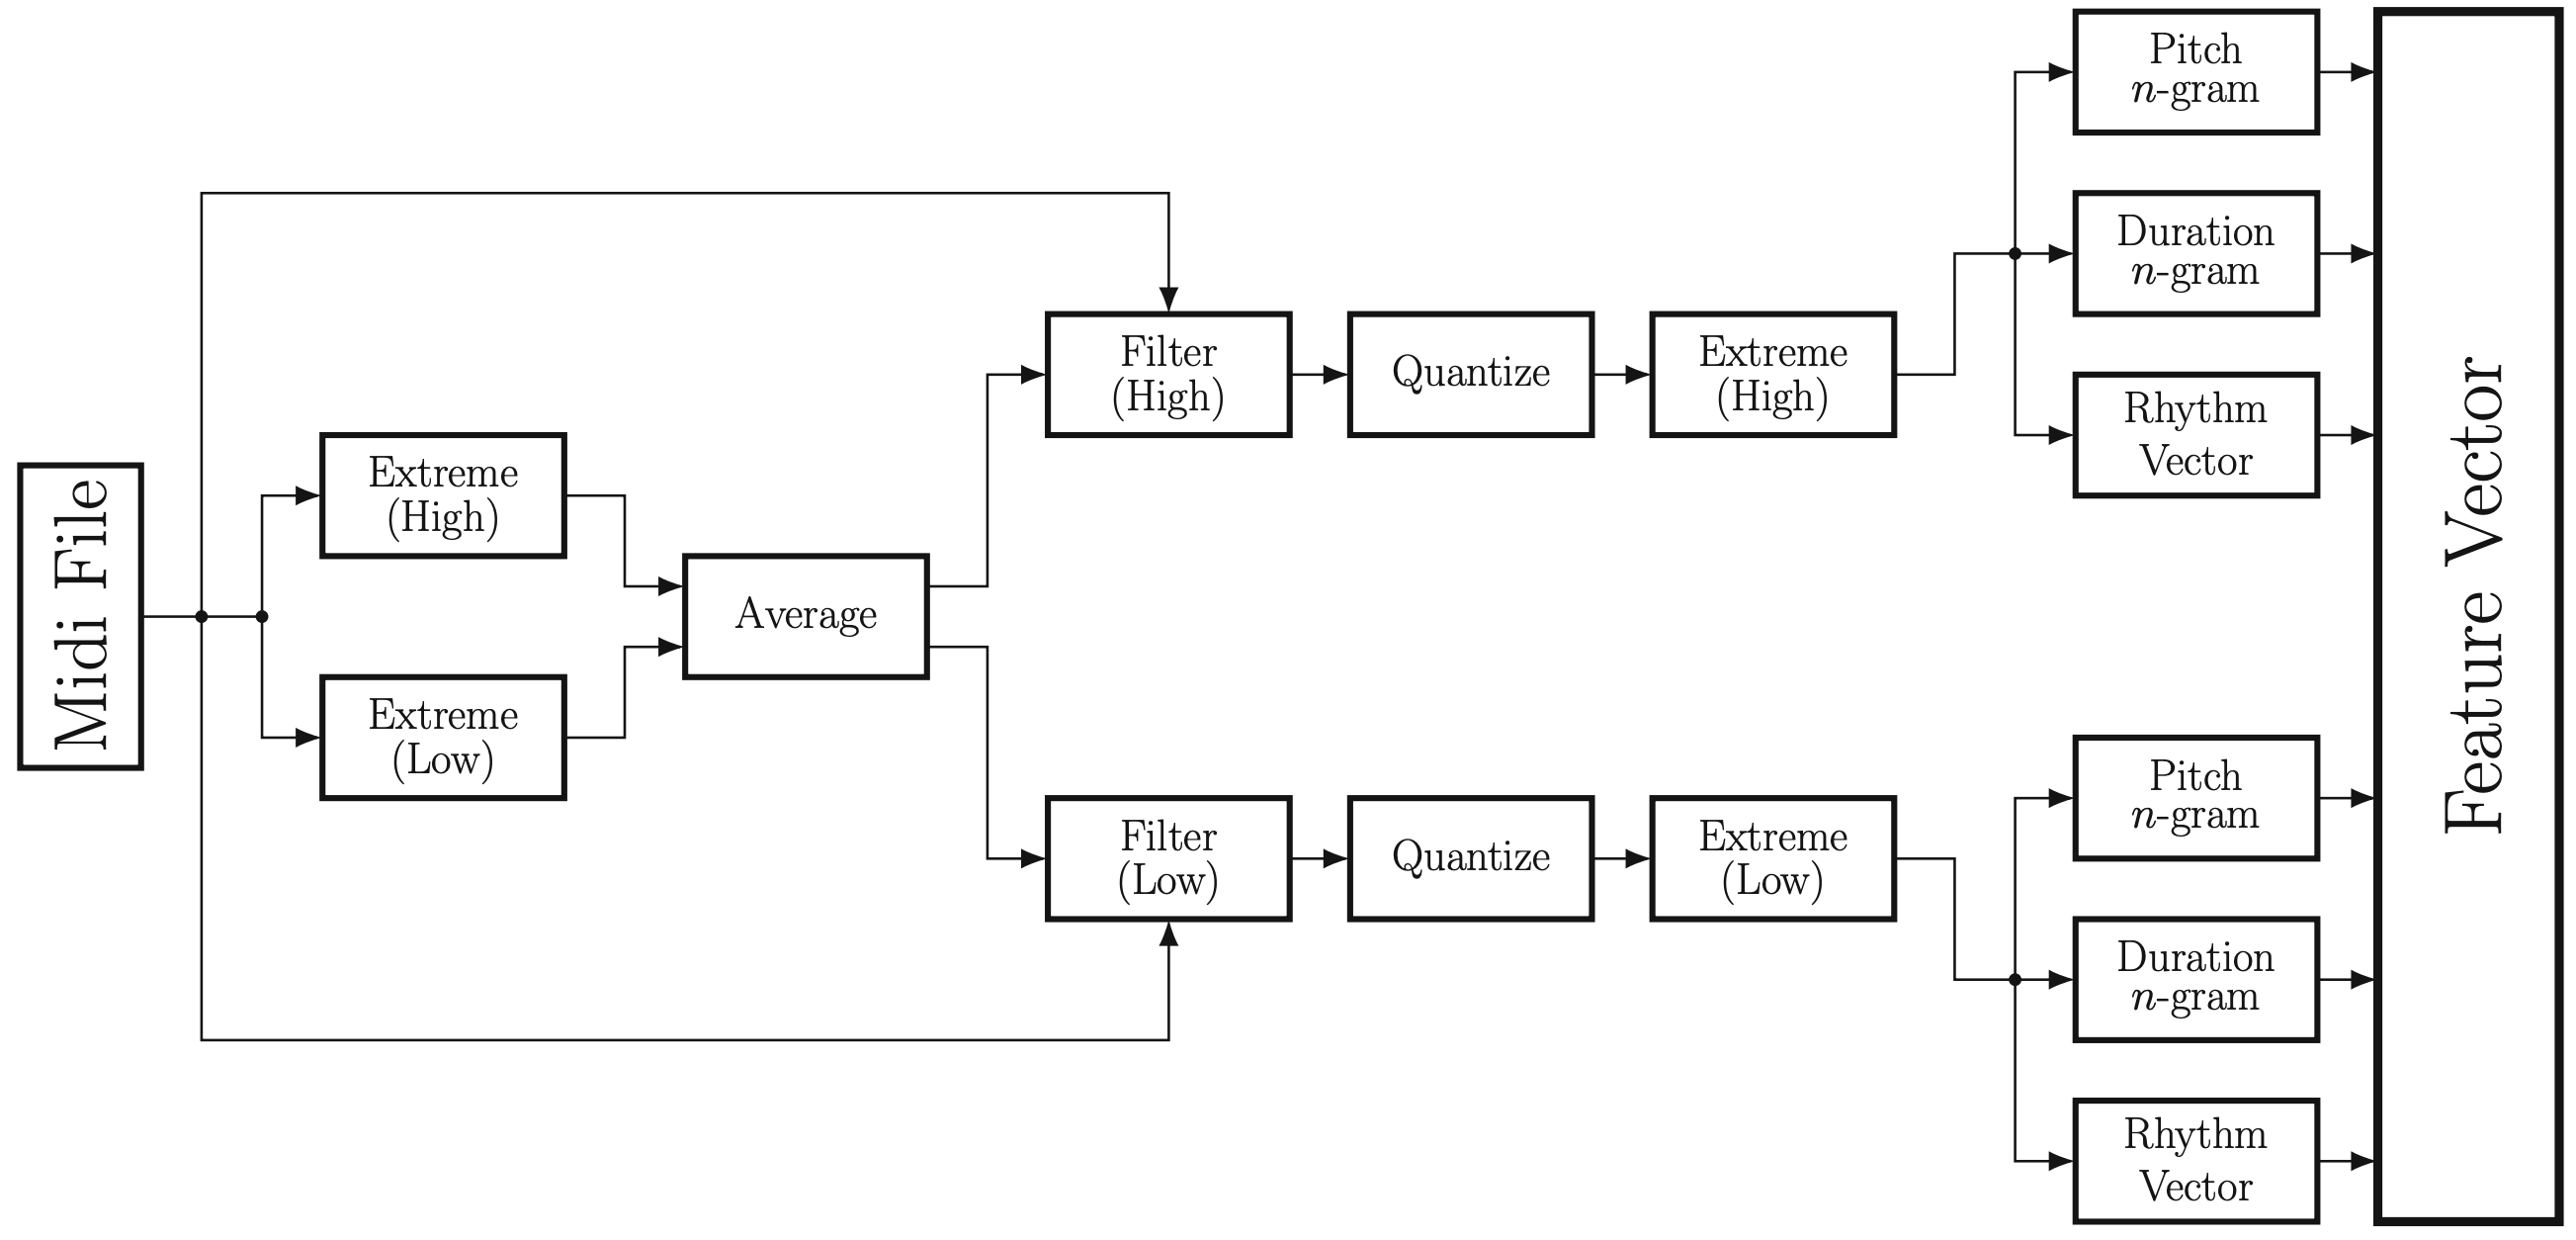 Midi File
Extreme
(High)
Extreme
(Low)
Average
Filter
(High)
Quantize
Extreme
(High)
Pitch
n-gram
Duration
n-gram
Rhythm
Vector
Filter
(Low)
Quantize
Extreme
(Low)
Pitch
n-gram
Duration
n-gram
Rhythm
Vector
Feature Vector